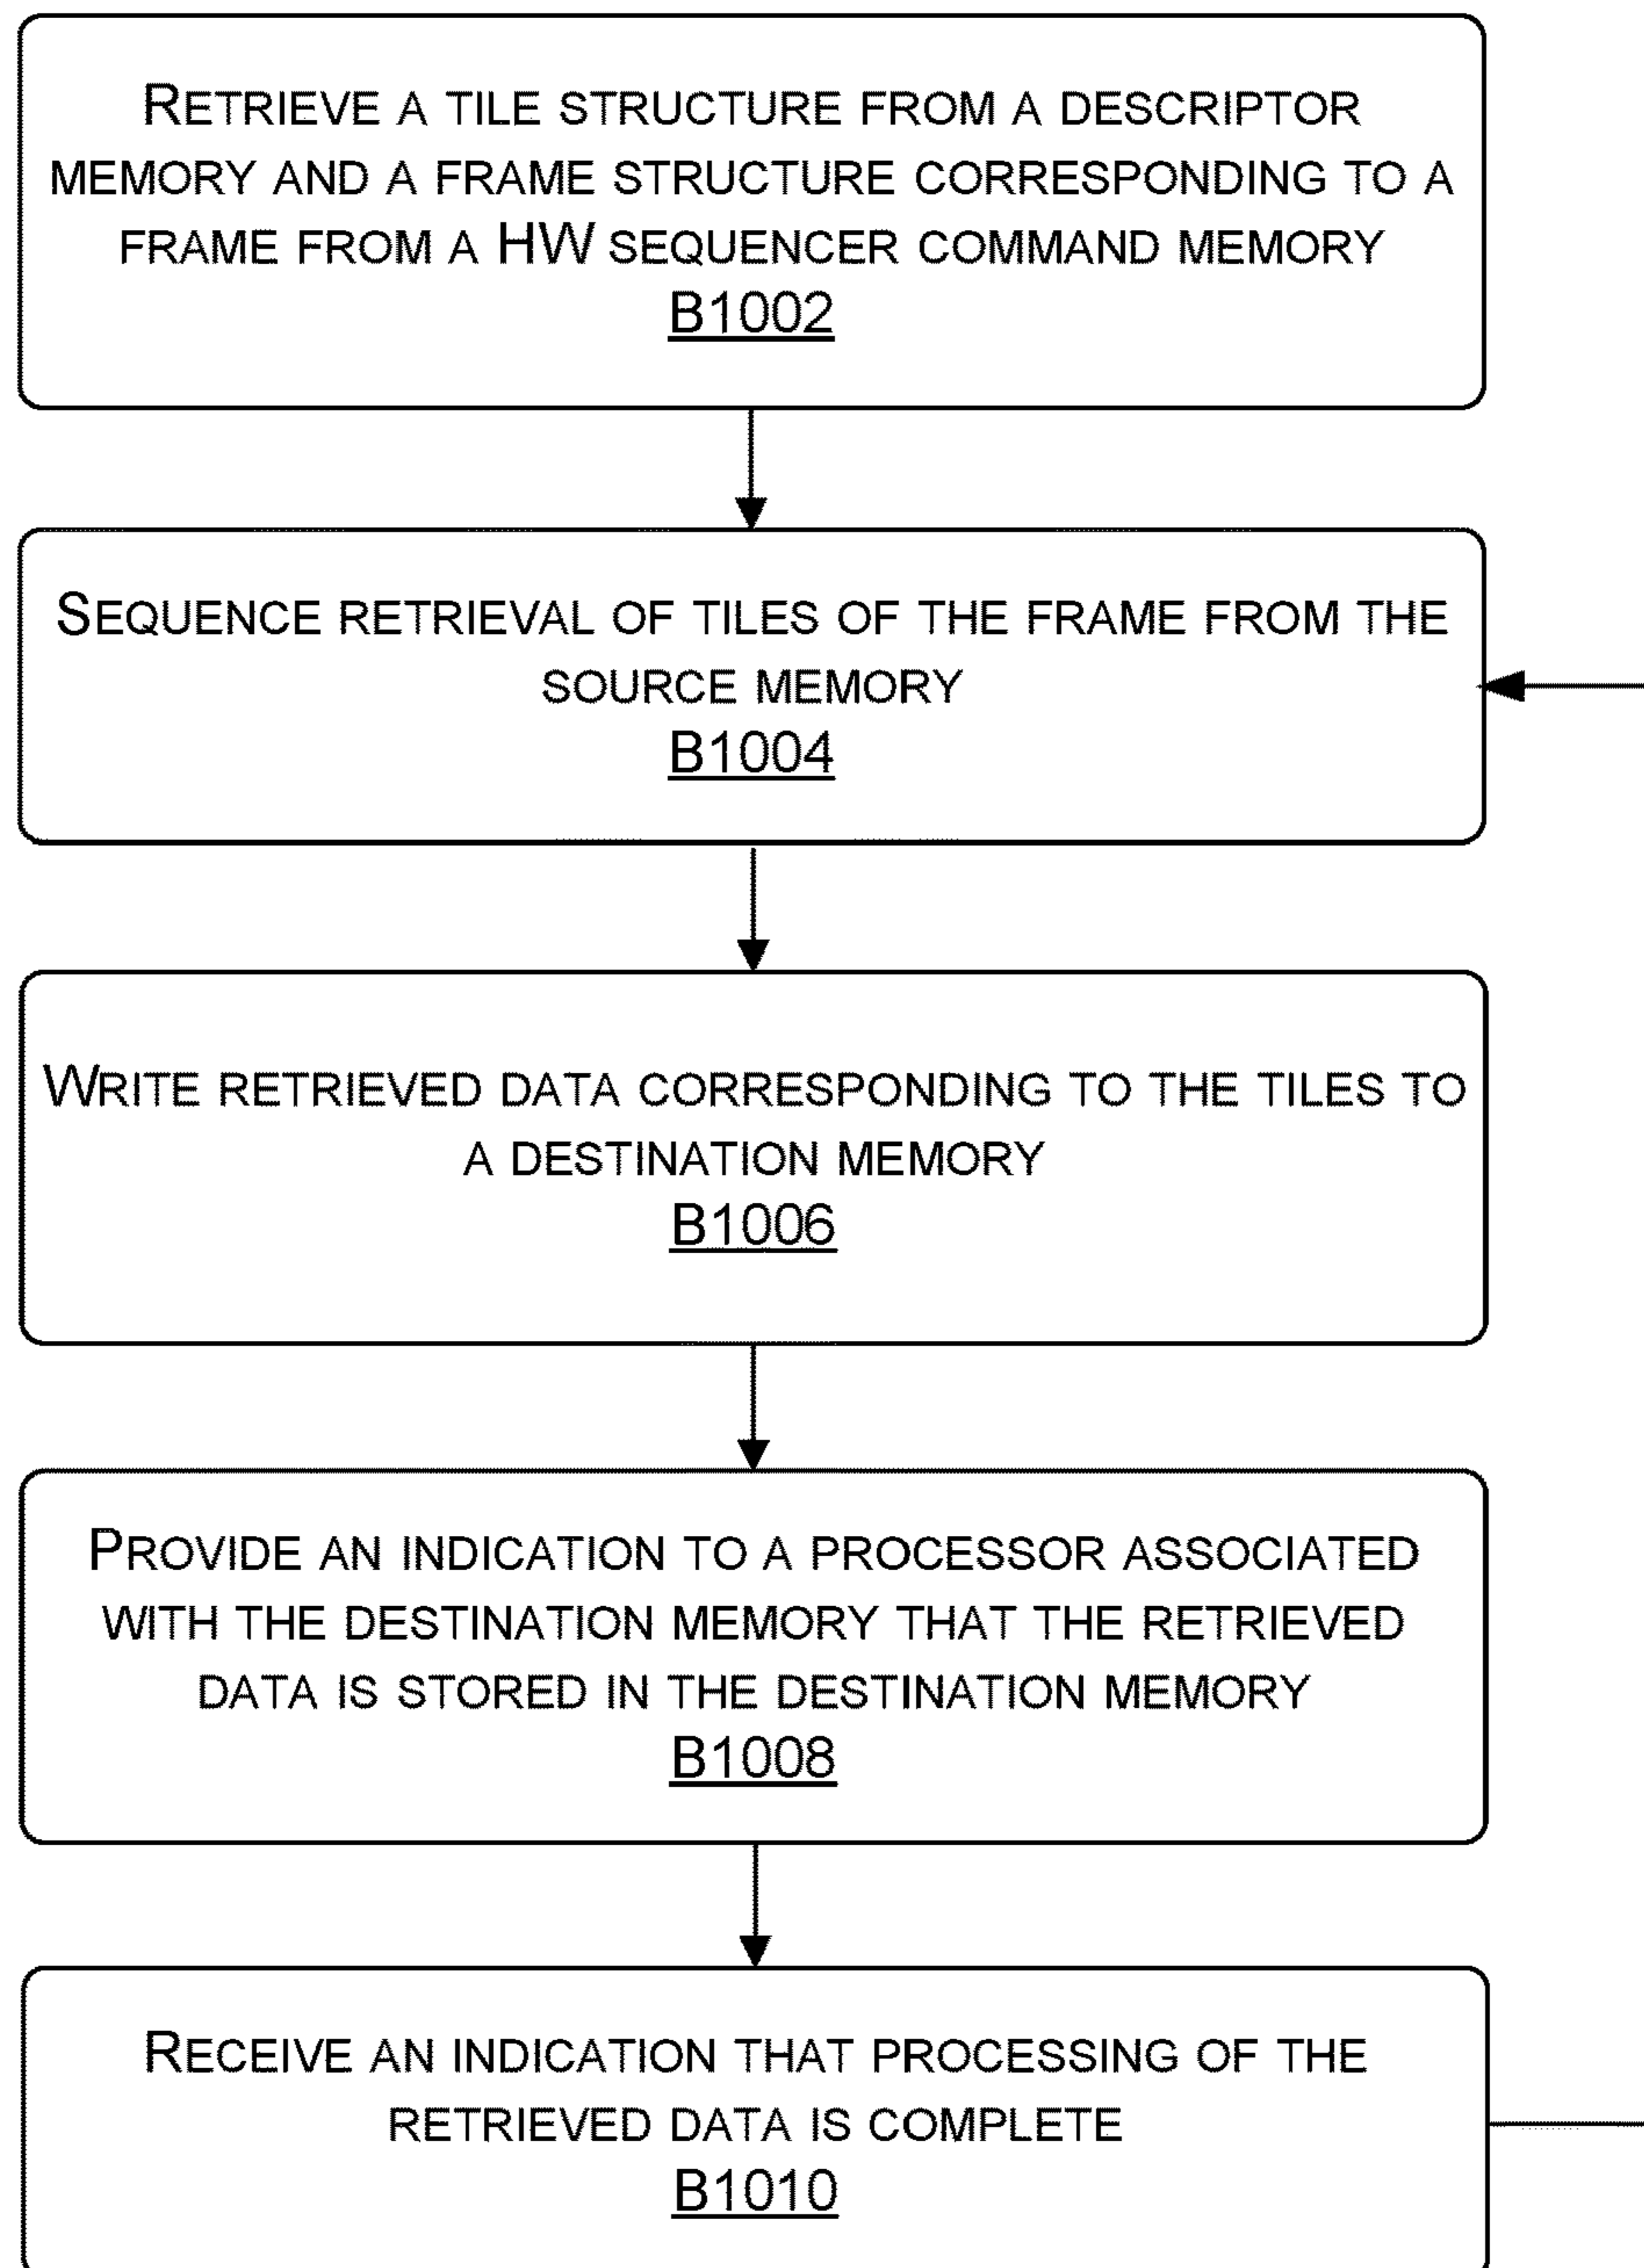 RETRIEVE A TILE STRUCTURE FROM A DESCRIPTOR
MEMORY AND A FRAME STRUCTURE CORRESPONDING TO A
FRAME FROM A HW SEQUENCER COMMAND MEMORY
B1002
SEQUENCE RETRIEVAL OF TILES OF THE FRAME FROM THE
SOURCE MEMORY
B1004
WRITE RETRIEVED DATA CORRESPONDING TO THE TILES TO
A DESTINATION MEMORY
B1006
PROVIDE AN INDICATION TO A PROCESSOR ASSOCIATED
WITH THE DESTINATION MEMORY THAT THE RETRIEVED
DATA IS STORED IN THE DESTINATION MEMORY
B1008
RECEIVE AN INDICATION THAT PROCESSING OF THE
RETRIEVED DATA IS COMPLETE
B1010